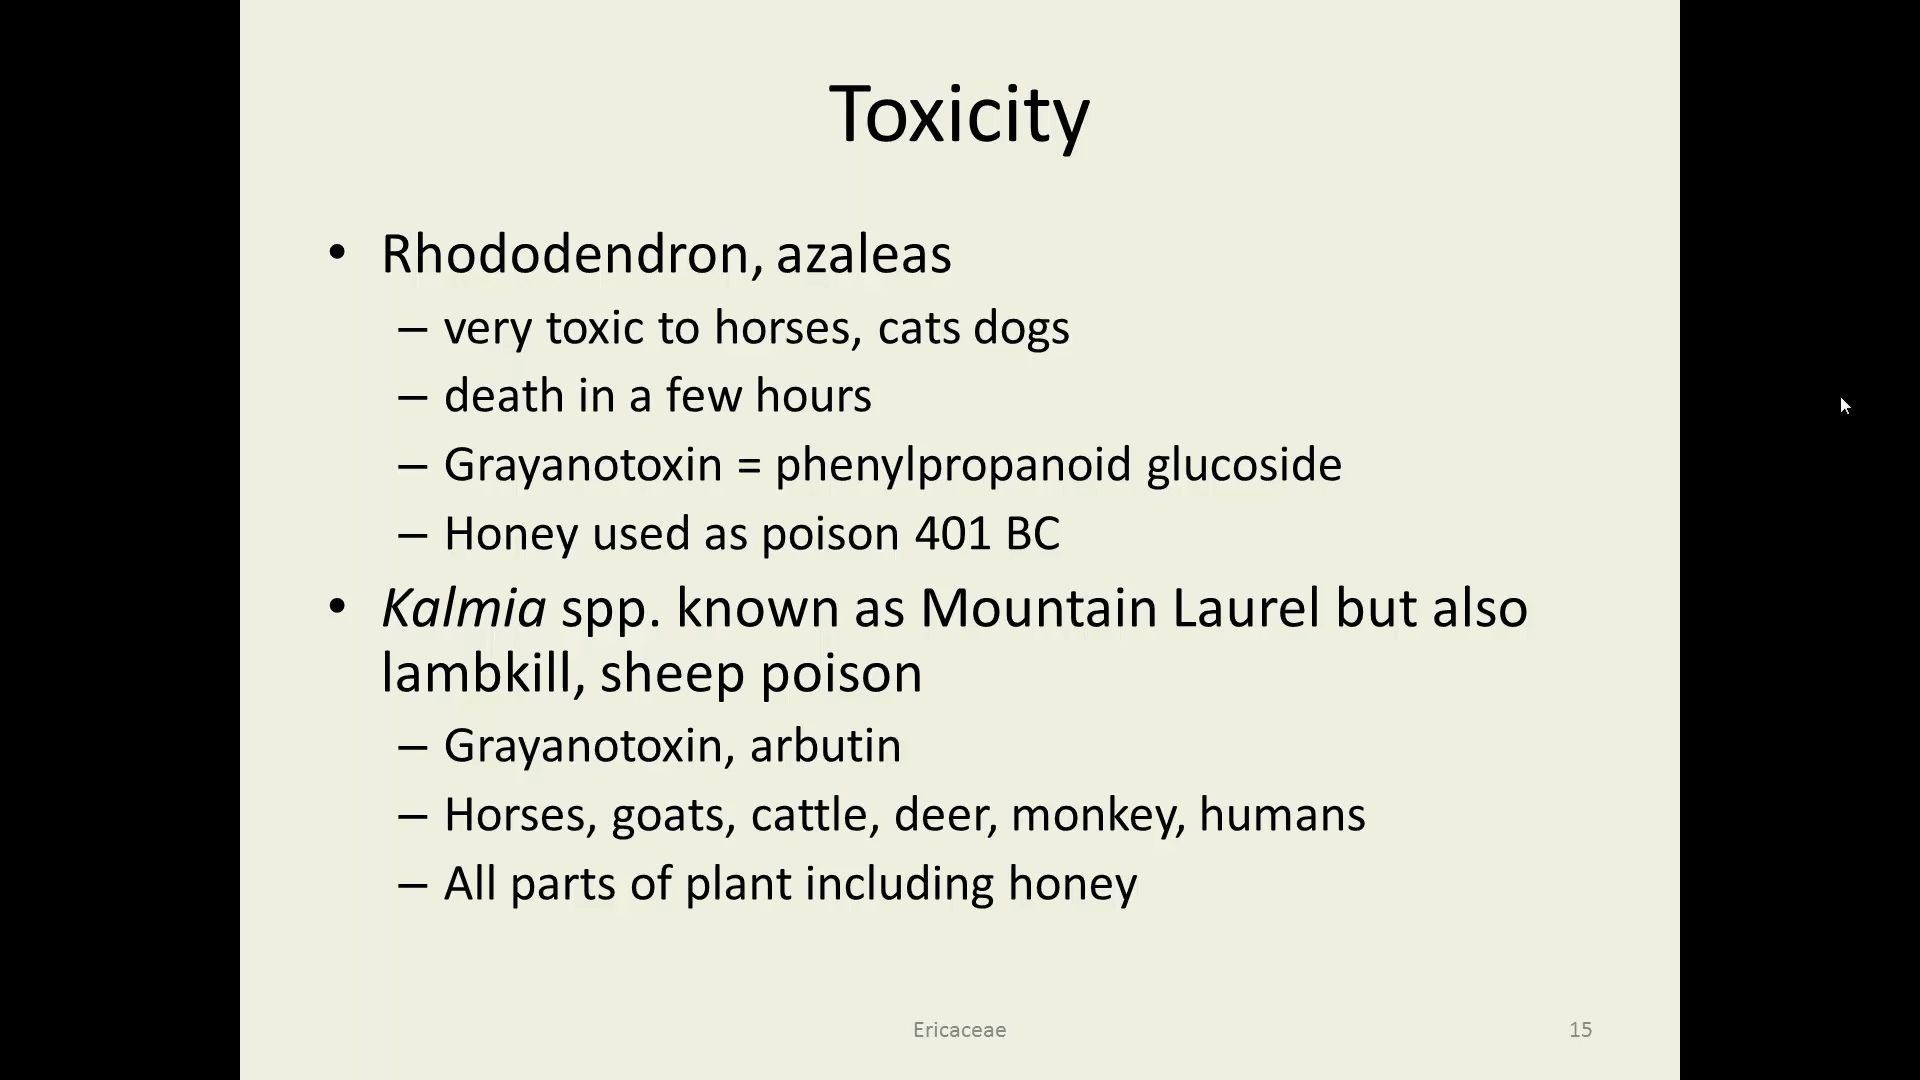 Toxicity
• Rhododendron, azaleas
– very toxic to horses, cats dogs
– death in a few hours
– Grayanotoxin = phenylpropanoid glucoside
– Honey used as poison 401 BC
• Kalmia spp. known as Mountain Laurel but also
lambkill, sheep poison
– Grayanotoxin, arbutin
– Horses, goats, cattle, deer, monkey, humans
– All parts of plant including honey
Ericaceae
15